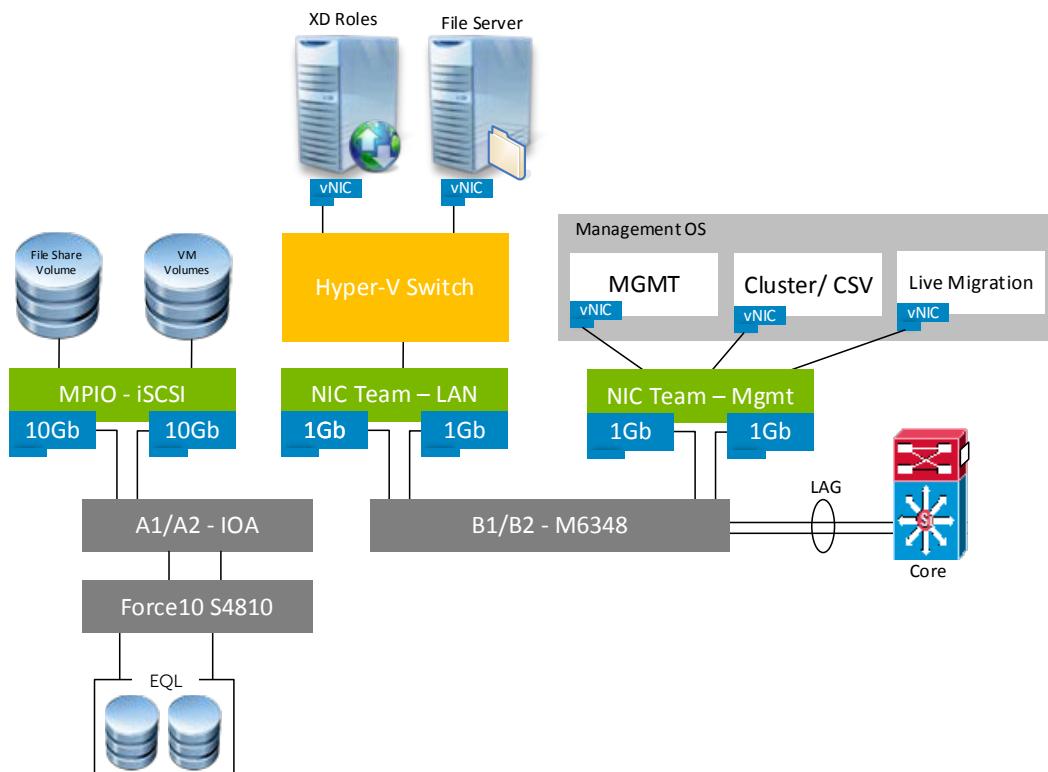 XD Roles
File Server
vNIC
vNIC
File Share
Volume
VM
Volumes
Hyper-V Switch
Management OS
MGMT
Cluster/ CSV
Live Migration
vNIC
vNIC
vNIC
MPIO - iSCSI
NIC Team – LAN
NIC Team – Mgmt
10Gb
10Gb
1Gb
1Gb
1Gb
1Gb
A1/A2 - IOA
B1/B2 - M6348
LAG
Si
Core
Force10 S4810
EQL